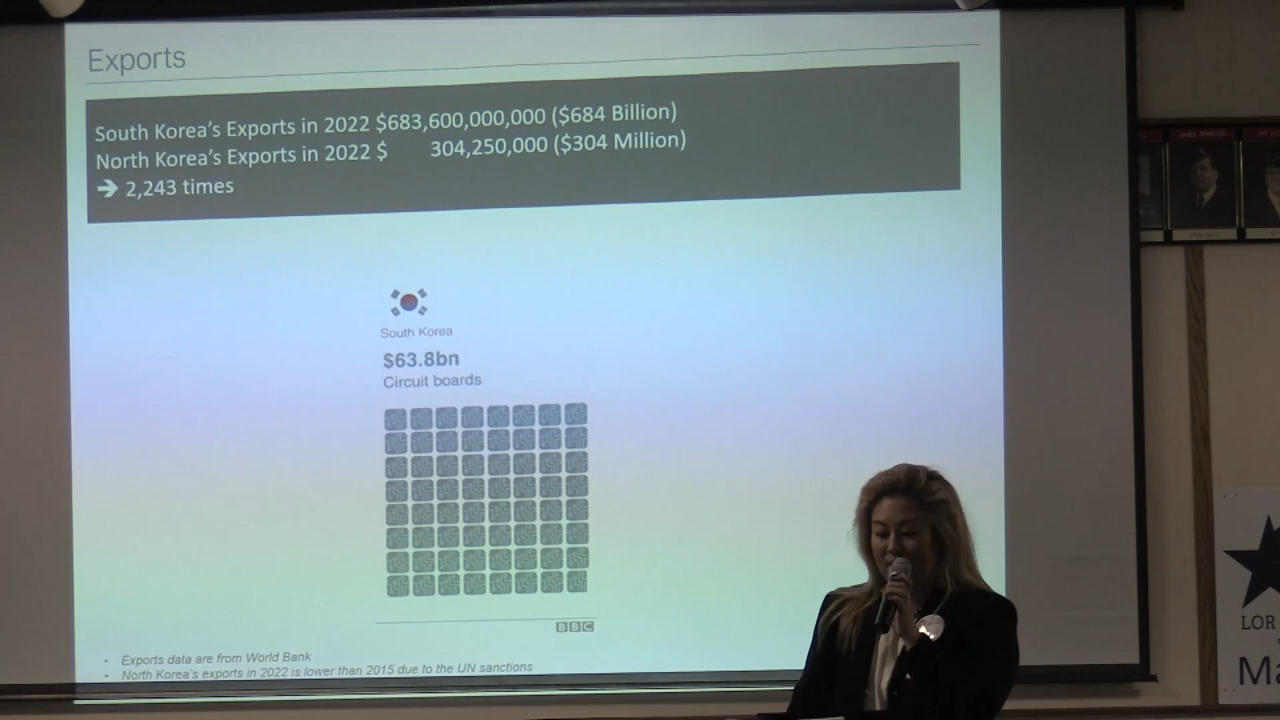 Exports
South Korea's Exports in 2022 $683,600,000,000 ($684 Billion)
North Korea's Exports in 2022 $ 304,250,000 ($304 Million)
➔ 2,243 times
South Korea
$63.8bn
Circuit boards
BBC
• Exports data are from World Bank
• North Korea's exports in 2022 is lower than 2015 due to the UN sanctions
LOR
Ma